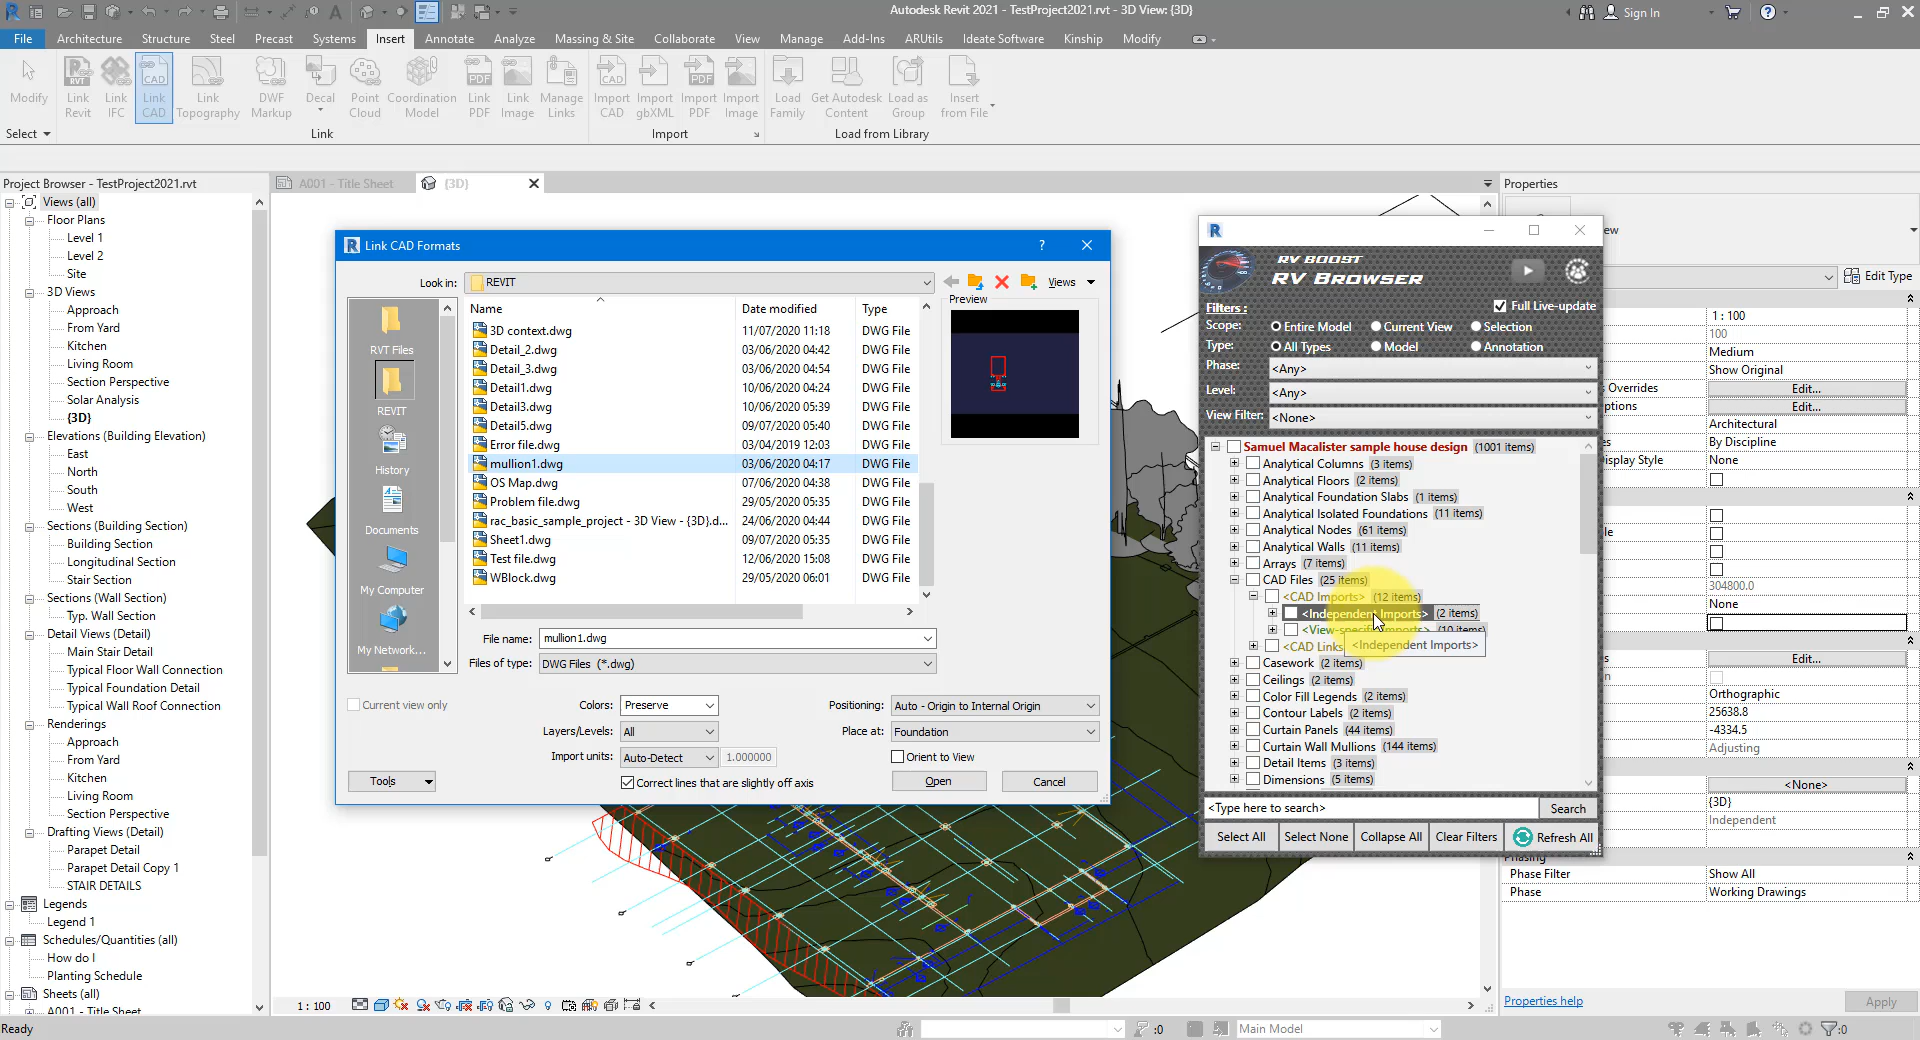 Autodesk Revit 2021 - TestProject2021.rvt - 3D View: {3D}
Sign In
File Architecture Structure Steel Precast Systems Insert Annotate Analyze Massing & Site Collaborate View Manage Add-Ins ARUtils Ideate Software Kinship Modify
Modify
Link Revit
Link IFC
Link CAD
Link Topography
DWF Markup
Decal
Point Cloud
Coordination Model
Link PDF
Link Image
Manage Links
Import CAD
Import gbXML
Import PDF
Import Image
Load Family
Get Autodesk Content
Load as Group
Insert from File
Select
Link
Import
Load from Library
Project Browser - TestProject2021.rvt
Views (all)
Floor Plans
Level 1
Level 2
Site
3D Views
Approach
From Yard
Kitchen
Living Room
Section Perspective
Solar Analysis
{3D}
Elevations (Building Elevation)
East
North
South
West
Sections (Building Section)
Building Section
Longitudinal Section
Stair Section
Sections (Wall Section)
Typ. Wall Section
Detail Views (Detail)
Main Stair Detail
Typical Floor Wall Connection
Typical Foundation Detail
Typical Wall Roof Connection
Renderings
Approach
From Yard
Kitchen
Living Room
Section Perspective
Drafting Views (Detail)
Parapet Detail
Parapet Detail Copy 1
STAIR DETAILS
Legends
Legend 1
Schedules/Quantities (all)
How do I
Planting Schedule
Sheets (all)
A001 - Title Sheet
A001 - Title Sheet
{3D}
Link CAD Formats
?
Look in: REVIT
Views
RVT Files
REVIT
History
Documents
My Computer
My Network...
Name Date modified Type
3D context.dwg 11/07/2020 11:18 DWG File
Detail_2.dwg 03/06/2020 04:42 DWG File
Detail_3.dwg 03/06/2020 04:54 DWG File
Detail1.dwg 10/06/2020 04:24 DWG File
Detail3.dwg 10/06/2020 05:39 DWG File
Detail5.dwg 09/07/2020 05:40 DWG File
Error file.dwg 03/04/2019 12:03 DWG File
mullion1.dwg 03/06/2020 04:17 DWG File
OS Map.dwg 07/06/2020 04:38 DWG File
Problem file.dwg 29/05/2020 05:35 DWG File
rac_basic_sample_project - 3D View - {3D}.d... 24/06/2020 04:44 DWG File
Sheet1.dwg 09/07/2020 05:35 DWG File
Test file.dwg 12/06/2020 15:08 DWG File
WBlock.dwg 29/05/2020 06:01 DWG File
Preview
File name: mullion1.dwg
Files of type: DWG Files (*.dwg)
Current view only
Colors: Preserve
Positioning: Auto - Origin to Internal Origin
Layers/Levels: All
Place at: Foundation
Import units: Auto-Detect 1.000000
Orient to View
Correct lines that are slightly off axis
Tools
Open
Cancel
RV BOOST
RV BROWSER
Filters :
Full Live-update
Scope: Entire Model Current View Selection
Type: All Types Model Annotation
Phase: <Any>
Level: <Any>
View Filter: <None>
Samuel Macalister sample house design (1001 items)
Analytical Columns (3 items)
Analytical Floors (2 items)
Analytical Foundation Slabs (1 items)
Analytical Isolated Foundations (11 items)
Analytical Nodes (61 items)
Analytical Walls (11 items)
Arrays (7 items)
CAD Files (25 items)
<CAD Imports> (12 items)
<Independent Imports> (2 items)
<View-specific Imports> (10 items)
<CAD Links
<Independent Imports>
Casework (2 items)
Ceilings (2 items)
Color Fill Legends (2 items)
Contour Labels (2 items)
Curtain Panels (44 items)
Curtain Wall Mullions (144 items)
Detail Items (3 items)
Dimensions (5 items)
<Type here to search>
Search
Select All
Select None
Collapse All
Clear Filters
Refresh All
Properties
ew
Edit Type
1 : 100
100
Medium
Show Original
Overrides Edit...
ptions Edit...
Architectural
es By Discipline
isplay Style None
le
304800.0
None
s Edit...
n
Orthographic
25638.8
-4334.5
Adjusting
<None>
{3D}
Independent
Phasing
Phase Filter Show All
Phase Working Drawings
Properties help
Apply
1 : 100
Ready
:0
Main Model
:0